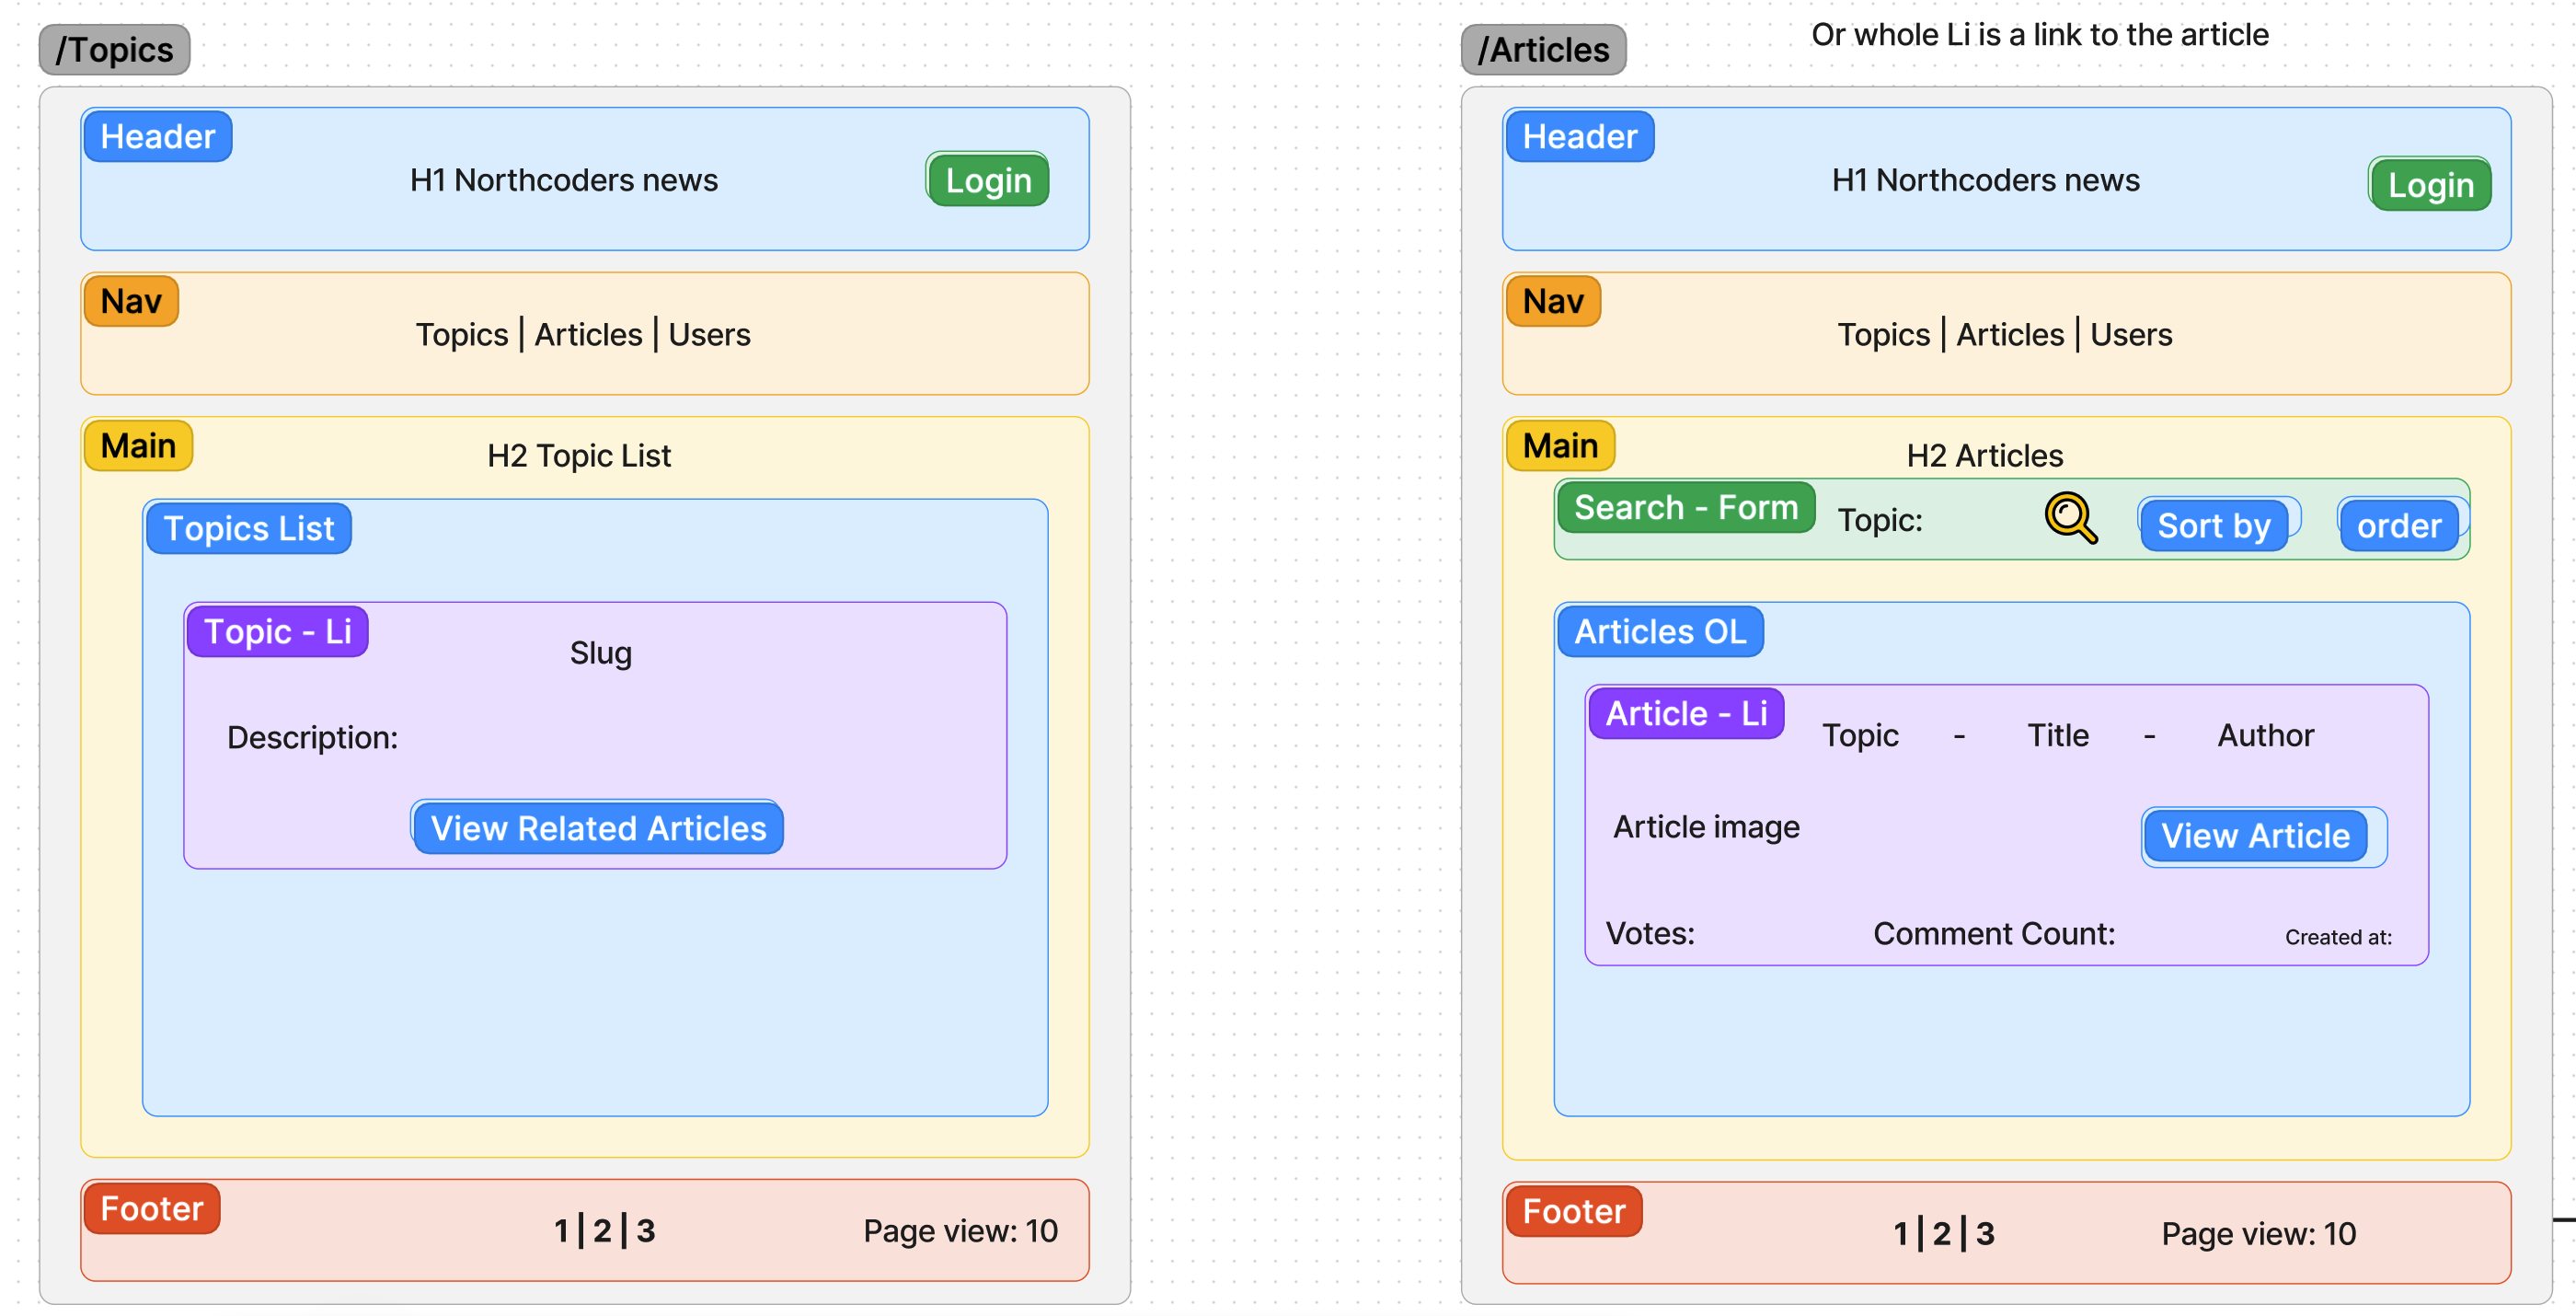 /Topics
Header
H1 Northcoders news
Login
Nav
Topics | Articles | Users
Main
H2 Topic List
Topics List
Topic - Li
Slug
Description:
View Related Articles
Footer
1 | 2 | 3
Page view: 10
/Articles
Or whole Li is a link to the article
Header
H1 Northcoders news
Login
Nav
Topics | Articles | Users
Main
H2 Articles
Search - Form
Topic:
Sort by
order
Articles OL
Article - Li
Topic - Title - Author
Article image
View Article
Votes:
Comment Count:
Created at:
Footer
1 | 2 | 3
Page view: 10